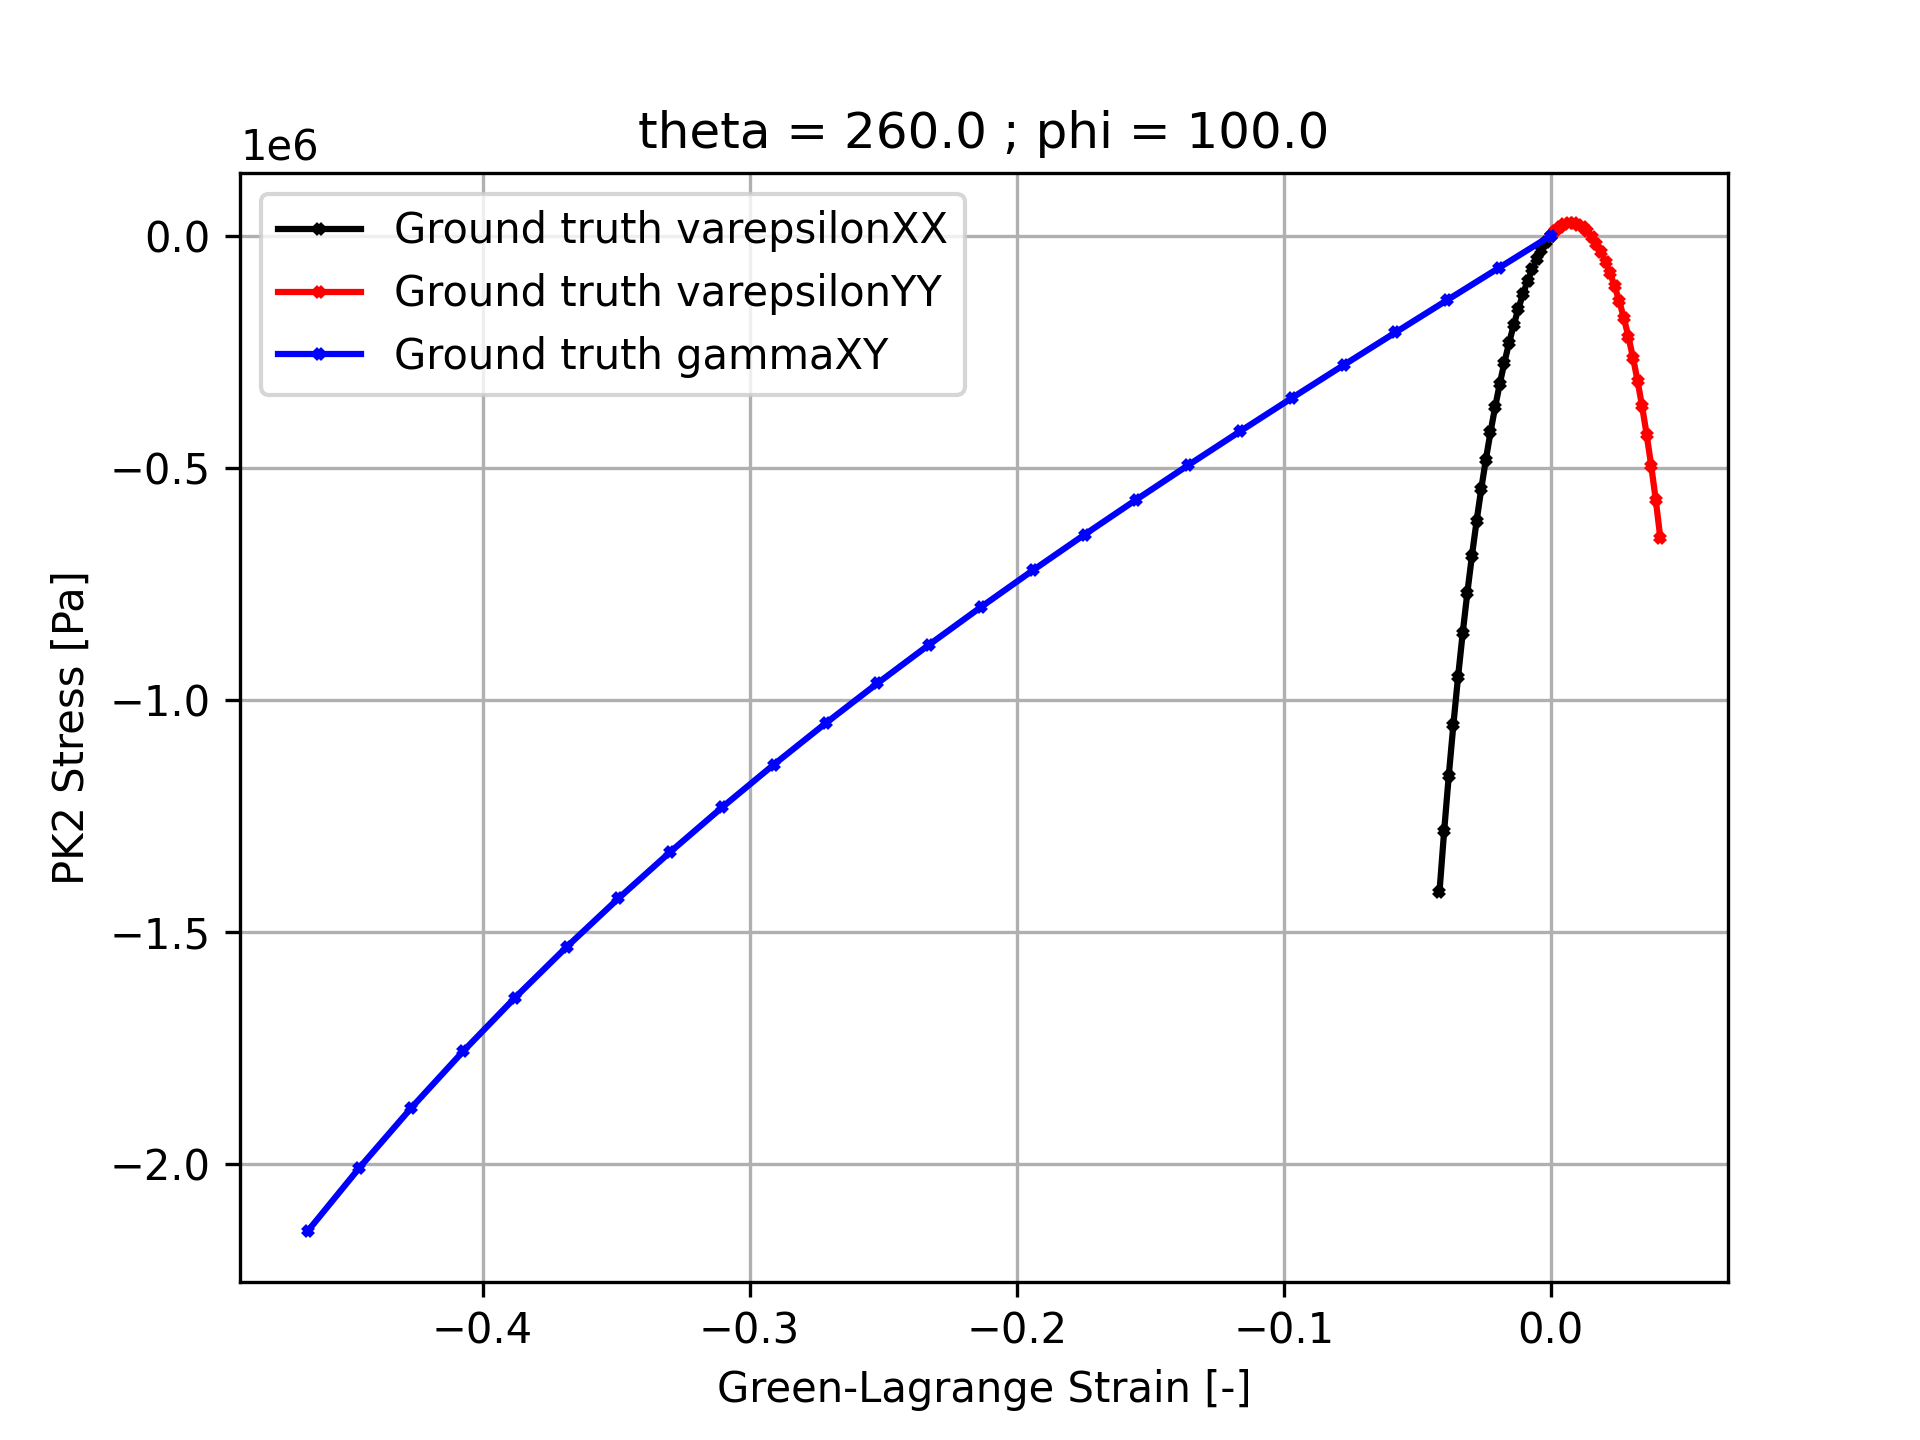 theta = 260.0 ; phi = 100.0
1e6
Ground truth varepsilonXX
Ground truth varepsilonYY
Ground truth gammaXY
0.0
−0.5
−1.0
−1.5
−2.0
PK2 Stress [Pa]
−0.4 −0.3 −0.2 −0.1 0.0
Green-Lagrange Strain [-]